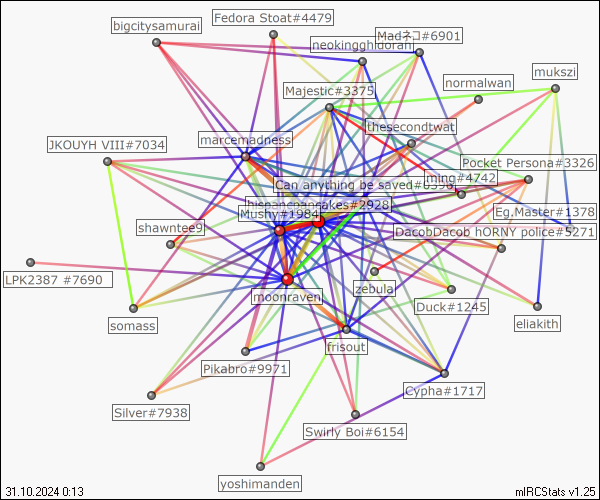 Fedora Stoat#4479
bigcitysamurai
Madネコ#6901
neokingghidorah
mukszi
normalwan
Majestic#3375
thesecondtwat
marcemadness
JKOUYH VIII#7034
Pocket Persona#3326
ming#4742
Can anything be saved#8398
hispancpancakes#2928
Mushy#1984
Eg,Master#1378
shawntee9
DacobDacob hORNY police#5271
LPK2387 #7690
zebula
moonraven
Duck#1245
somass
eliakith
frisout
Pikabro#9971
Cypha#1717
Silver#7938
Swirly Boi#6154
yoshimanden
31.10.2024 0:13
mIRCStats v1.25